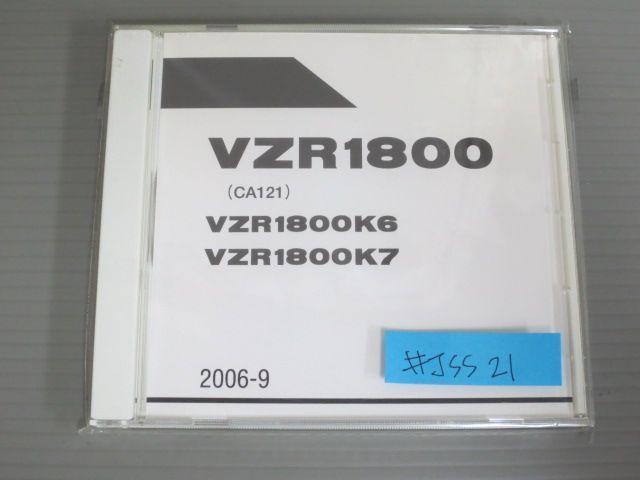 VZR1800
(CA121)
VZR1800K6
VZR1800K7
#JSS 21
2006-9